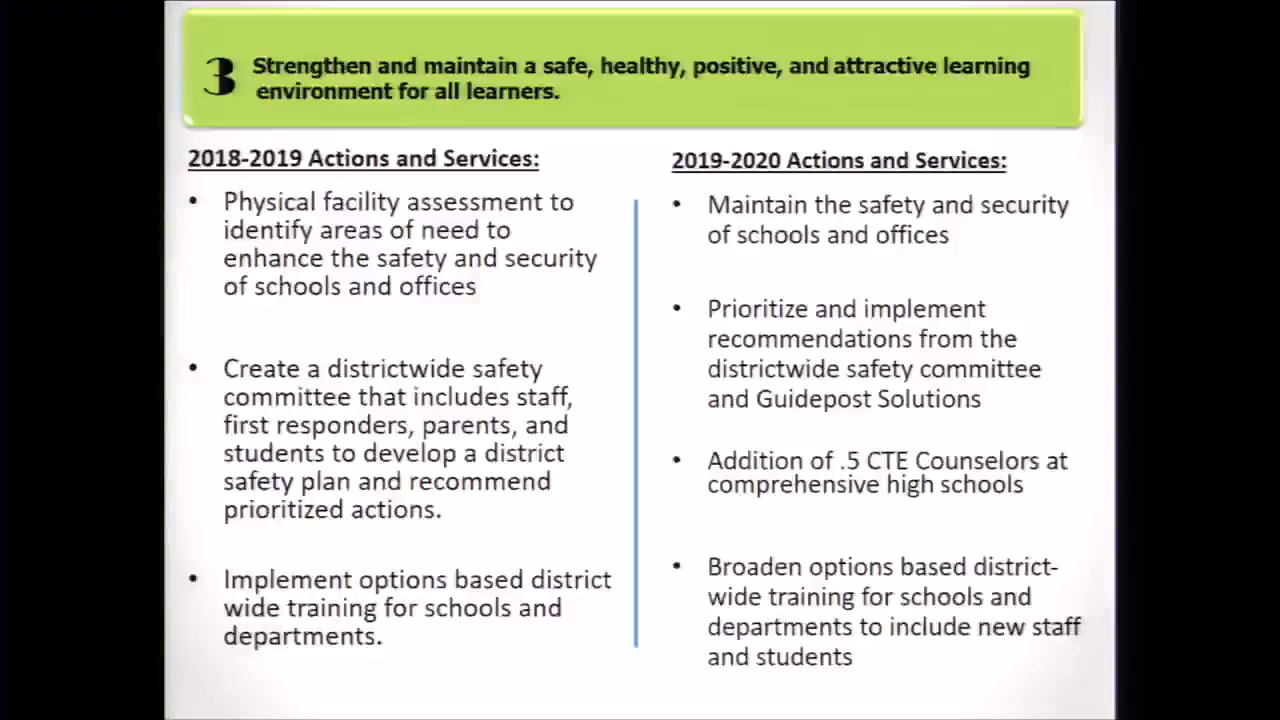 3 Strengthen and maintain a safe, healthy, positive, and attractive learning
environment for all learners.
2018-2019 Actions and Services:
• Physical facility assessment to
identify areas of need to
enhance the safety and security
of schools and offices
• Create a districtwide safety
committee that includes staff,
first responders, parents, and
students to develop a district
safety plan and recommend
prioritized actions.
• Implement options based district
wide training for schools and
departments.
2019-2020 Actions and Services:
• Maintain the safety and security
of schools and offices
• Prioritize and implement
recommendations from the
districtwide safety committee
and Guidepost Solutions
• Addition of .5 CTE Counselors at
comprehensive high schools
• Broaden options based district-
wide training for schools and
departments to include new staff
and students